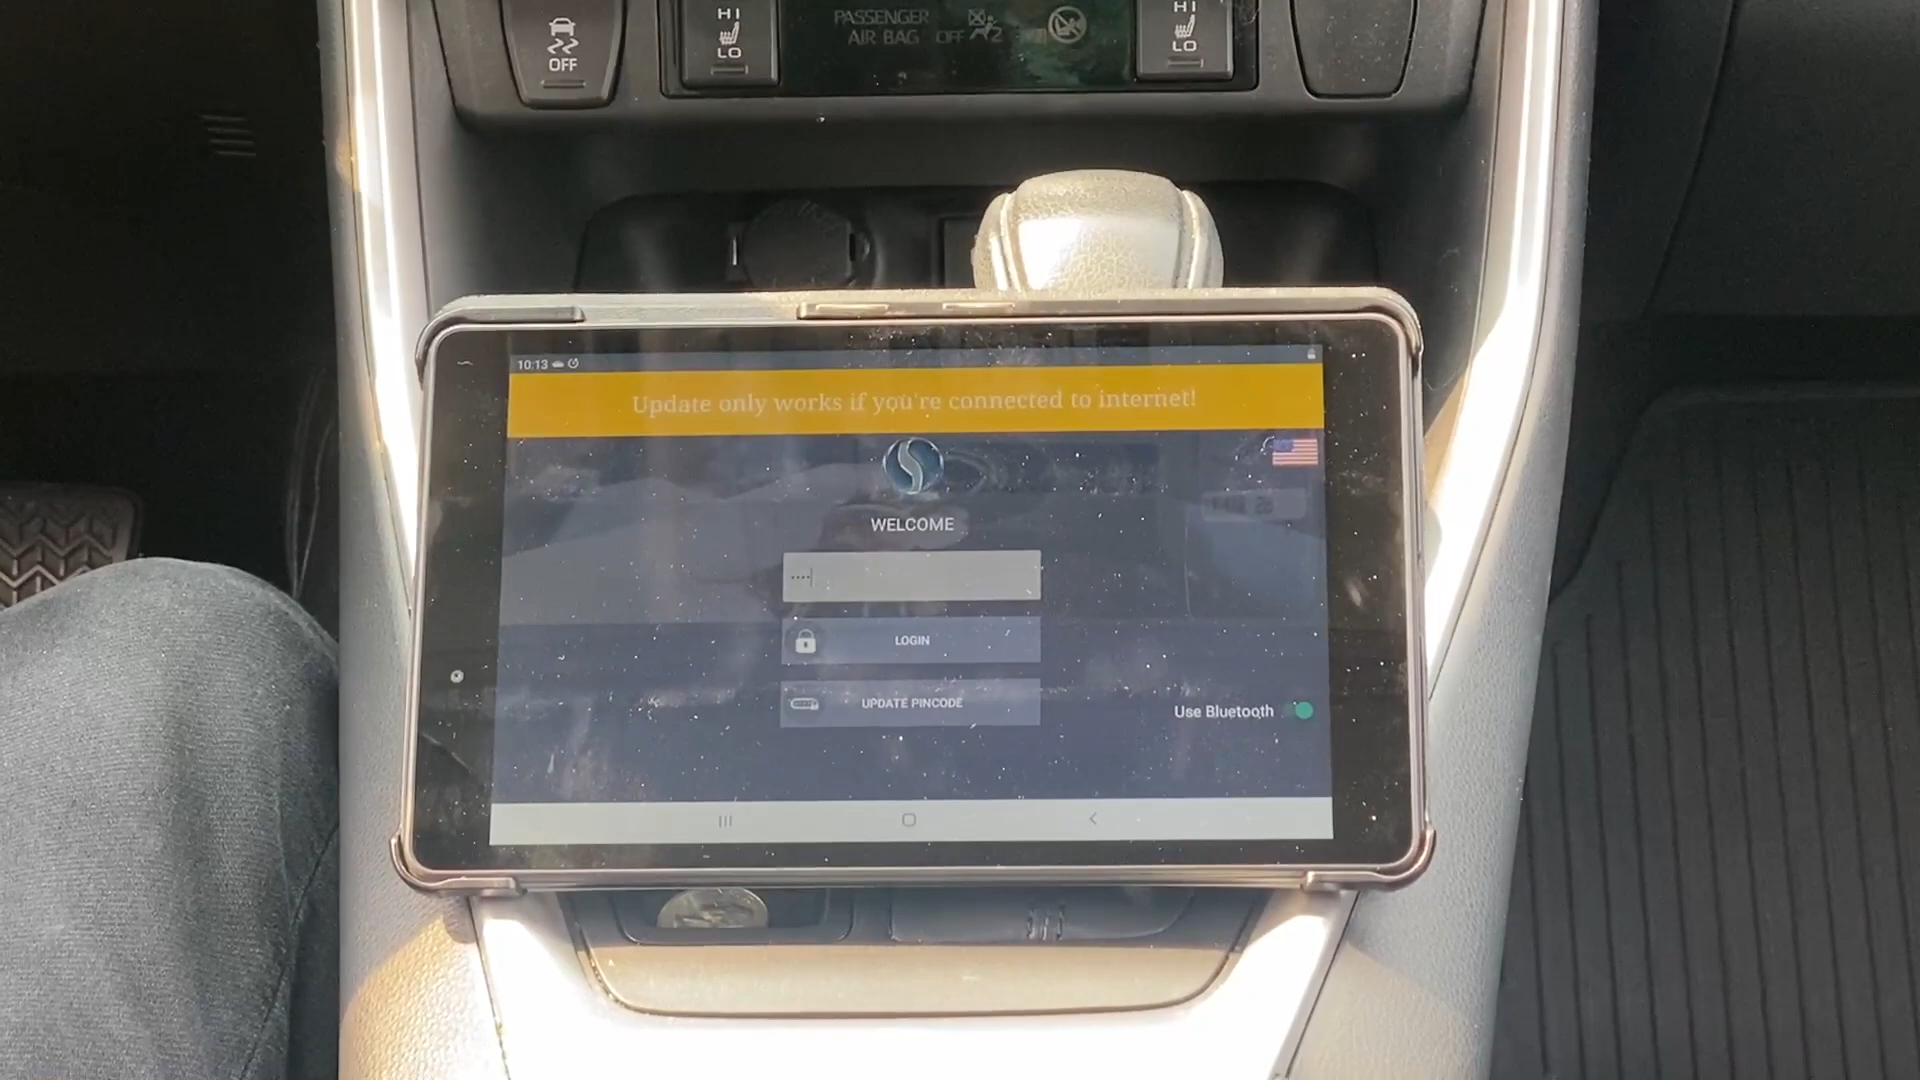 HI
LO
OFF
PASSENGER
AIR BAG OFF
2
HI
LO
10:13
Update only works if you're connected to internet!
WELCOME
....
LOGIN
UPDATE PINCODE
Use Bluetooth